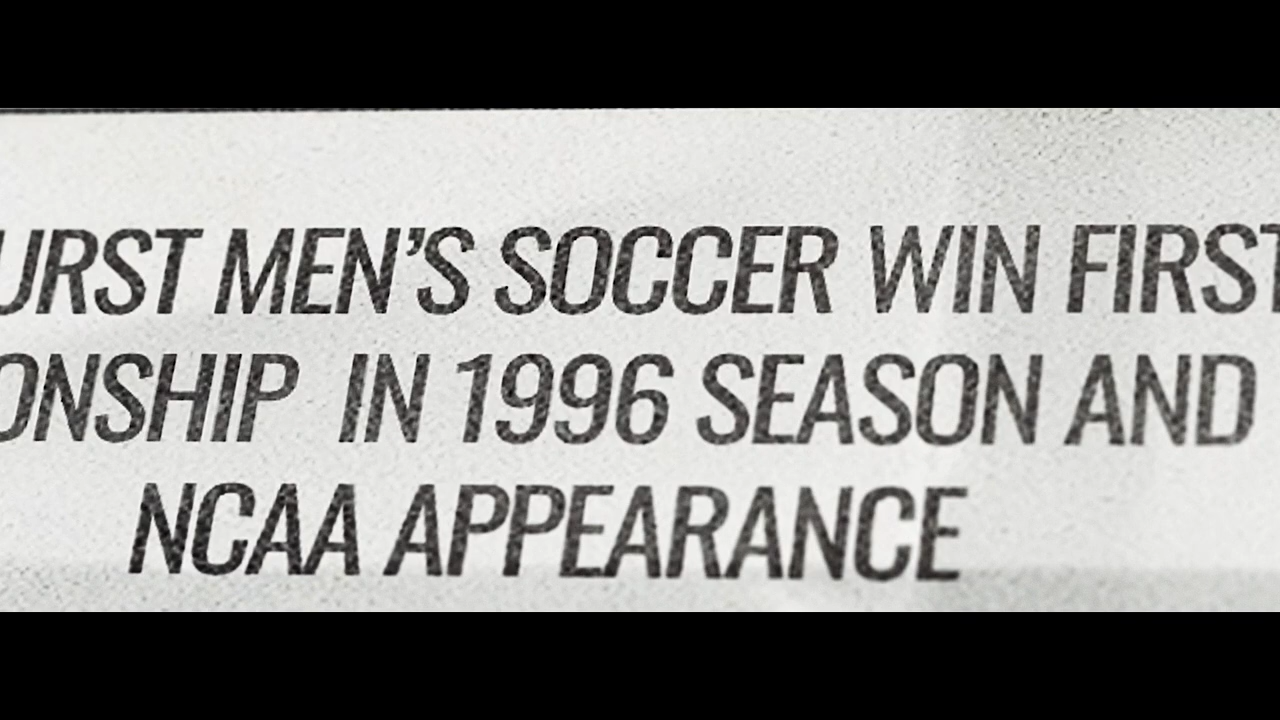 URST MEN'S SOCCER WIN FIRST
ONSHIP IN 1996 SEASON AND
NCAA APPEARANCE